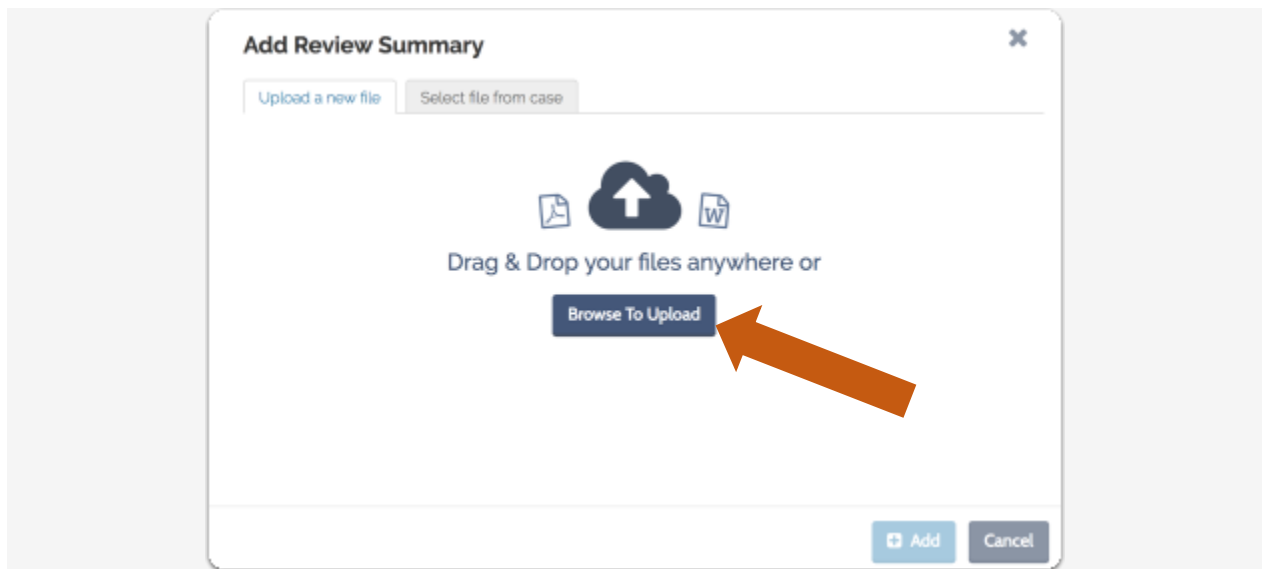 Add Review Summary
Upload a new file
Select file from case
W
Drag & Drop your files anywhere or
Browse To Upload
Add
Cancel